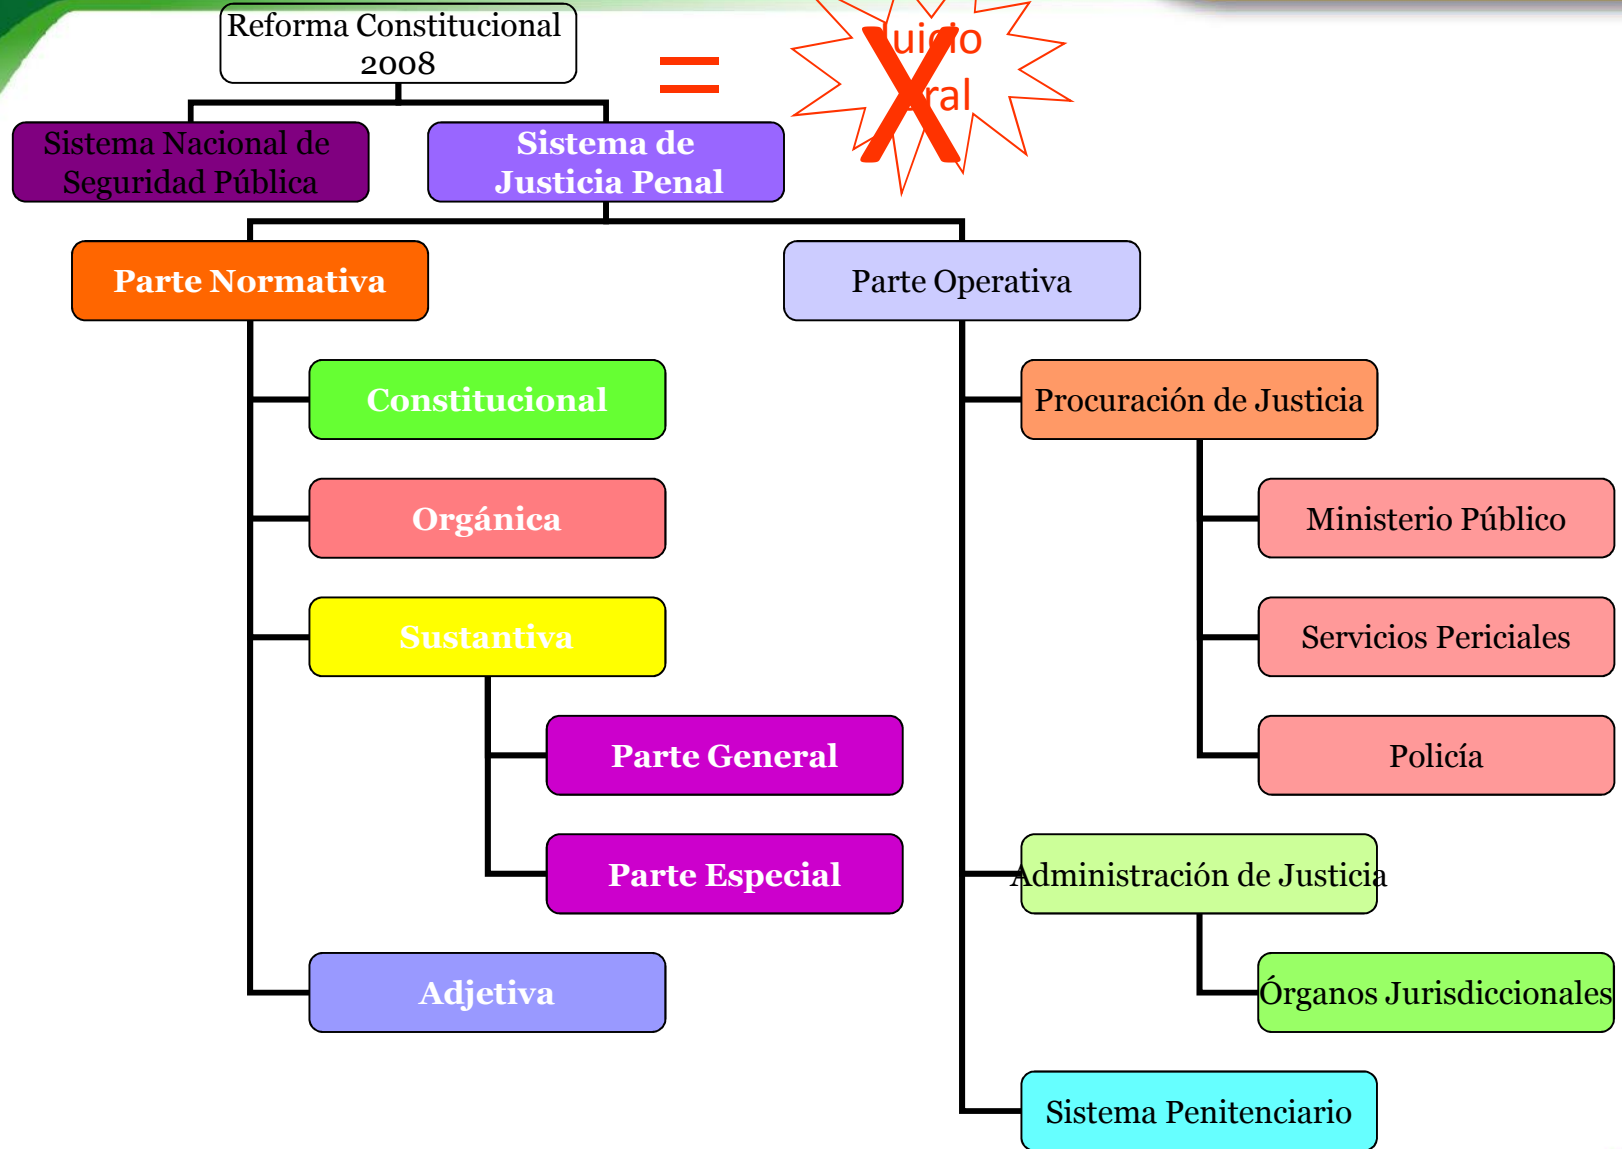 Reforma Constitucional
2008
=
Juicio
Oral
X
Sistema Nacional de
Seguridad Pública
Sistema de
Justicia Penal
Parte Normativa
Parte Operativa
Constitucional
Orgánica
Sustantiva
Parte General
Parte Especial
Adjetiva
Procuración de Justicia
Ministerio Público
Servicios Periciales
Policía
Administración de Justicia
Órganos Jurisdiccionales
Sistema Penitenciario